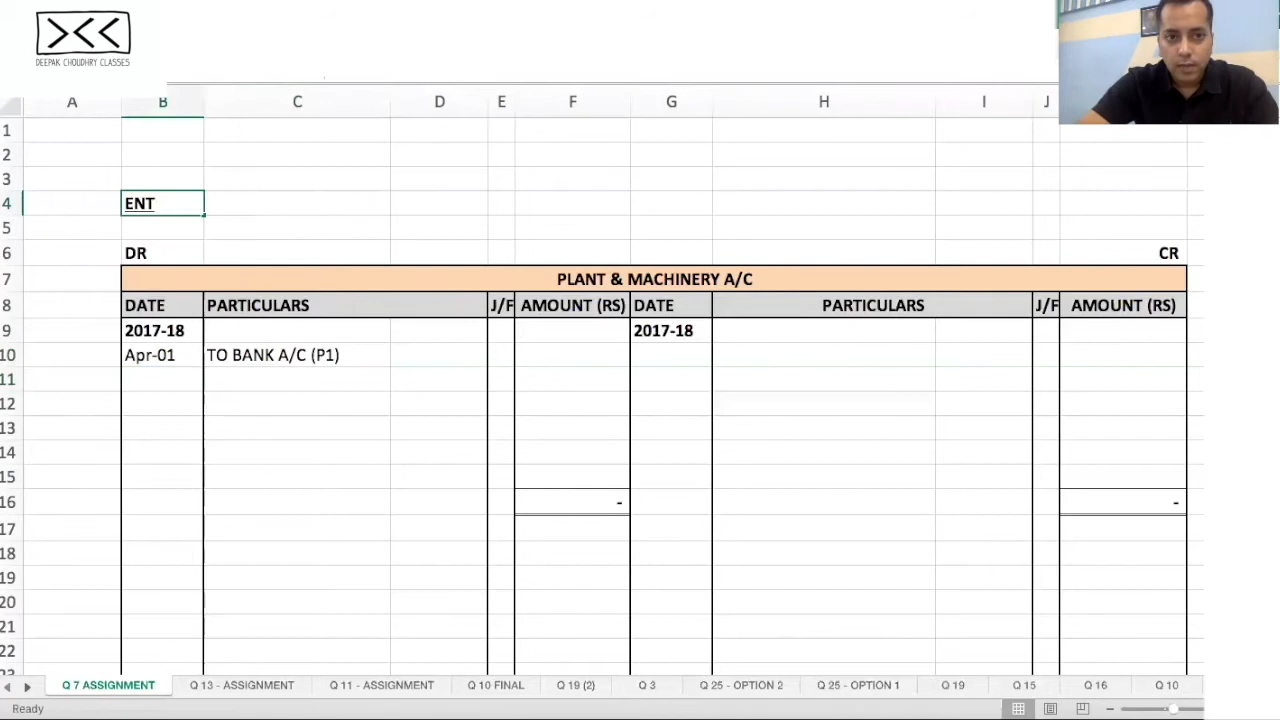 DEEPAK CHOUDHRY CLASSES
A B C D E F G H I J
1
2
3
4 ENT
5
6 DR CR
7 PLANT & MACHINERY A/C
8 DATE PARTICULARS J/F AMOUNT (RS) DATE PARTICULARS J/F AMOUNT (RS)
9 2017-18 2017-18
10 Apr-01 TO BANK A/C (P1)
11
12
13
14
15
16 - -
17
18
19
20
21
22
23
Q 7 ASSIGNMENT Q 13 - ASSIGNMENT Q 11 - ASSIGNMENT Q 10 FINAL Q 19 (2) Q 3 Q 25 - OPTION 2 Q 25 - OPTION 1 Q 19 Q 15 Q 16 Q 10
Ready